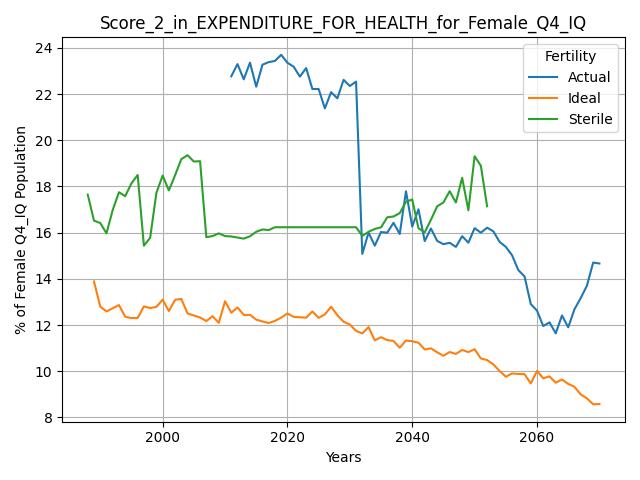 Score_2_in_EXPENDITURE_FOR_HEALTH_for_Female_Q4_IQ
Fertility
Actual
Ideal
Sterile
% of Female Q4_IQ Population
24
22
20
18
16
14
12
10
8
2000 2020 2040 2060
Years